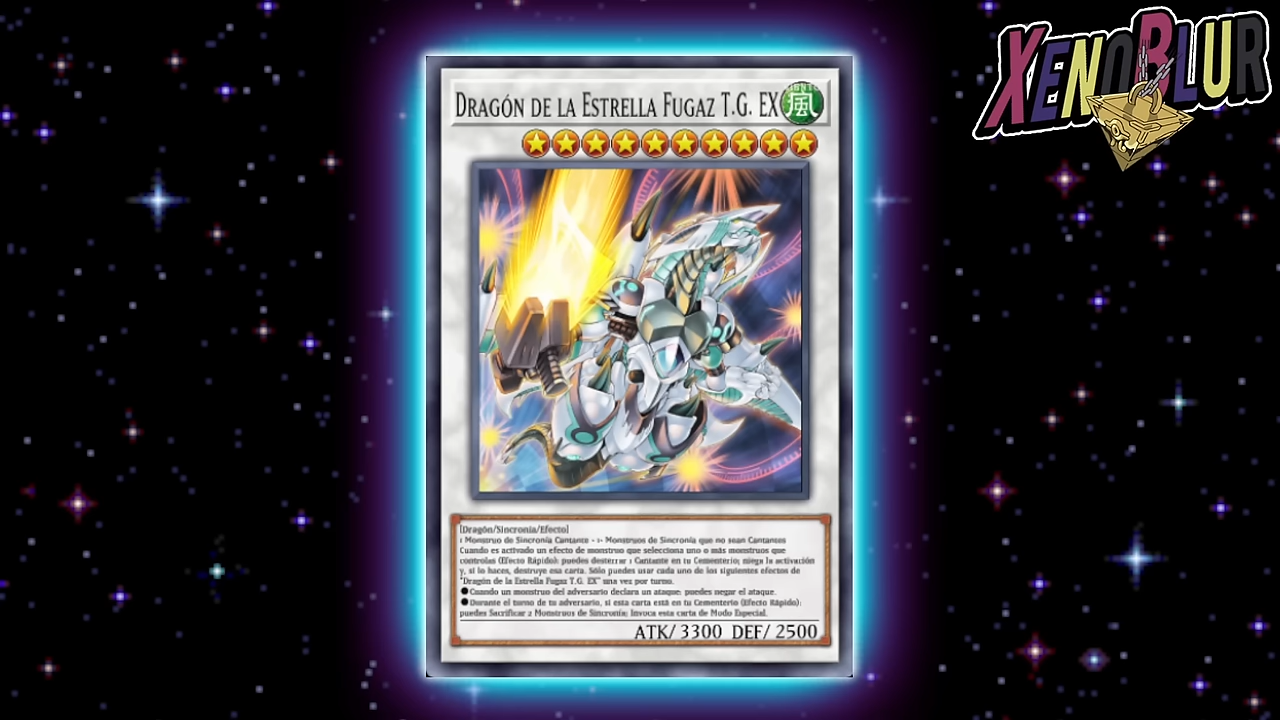 XENOBLUR
DRAGÓN DE LA ESTRELLA FUGAZ T.G. EX
VIENTO
風
[Dragón/Sincronía/Efecto]
1 Monstruo de Sincronía Cantante + 1+ Monstruos de Sincronía que no sean Cantantes
Cuando es activado un efecto de monstruo que selecciona uno o más monstruos que
controlas (Efecto Rápido): puedes desterrar 1 Cantante en tu Cementerio; niega la activación
y, si lo haces, destruye esa carta. Sólo puedes usar cada uno de los siguientes efectos de
"Dragón de la Estrella Fugaz T.G. EX" una vez por turno.
●Cuando un monstruo del adversario declara un ataque: puedes negar el ataque.
●Durante el turno de tu adversario, si esta carta está en tu Cementerio (Efecto Rápido):
puedes Sacrificar 2 Monstruos de Sincronía; Invoca esta carta de Modo Especial.
ATK/3300 DEF/2500